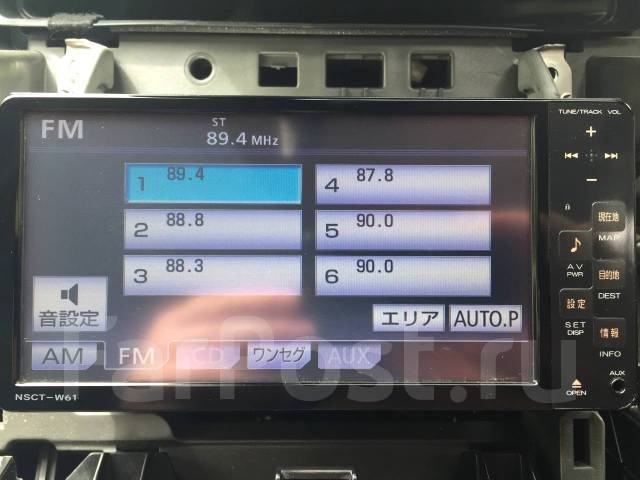 FM
ST
89.4 MHz
1 89.4
4 87.8
2 88.8
5 90.0
3 88.3
6 90.0
音設定
エリア
AUTO.P
AM
FM
CD
ワンセグ
AUX
NSCT-W61
TUNE/TRACK VOL
+
−
現在地
MAP
♪
AV
PWR
目的地
DEST
設定
SET
DISP
情報
INFO
AUX
OPEN
FarPost.ru